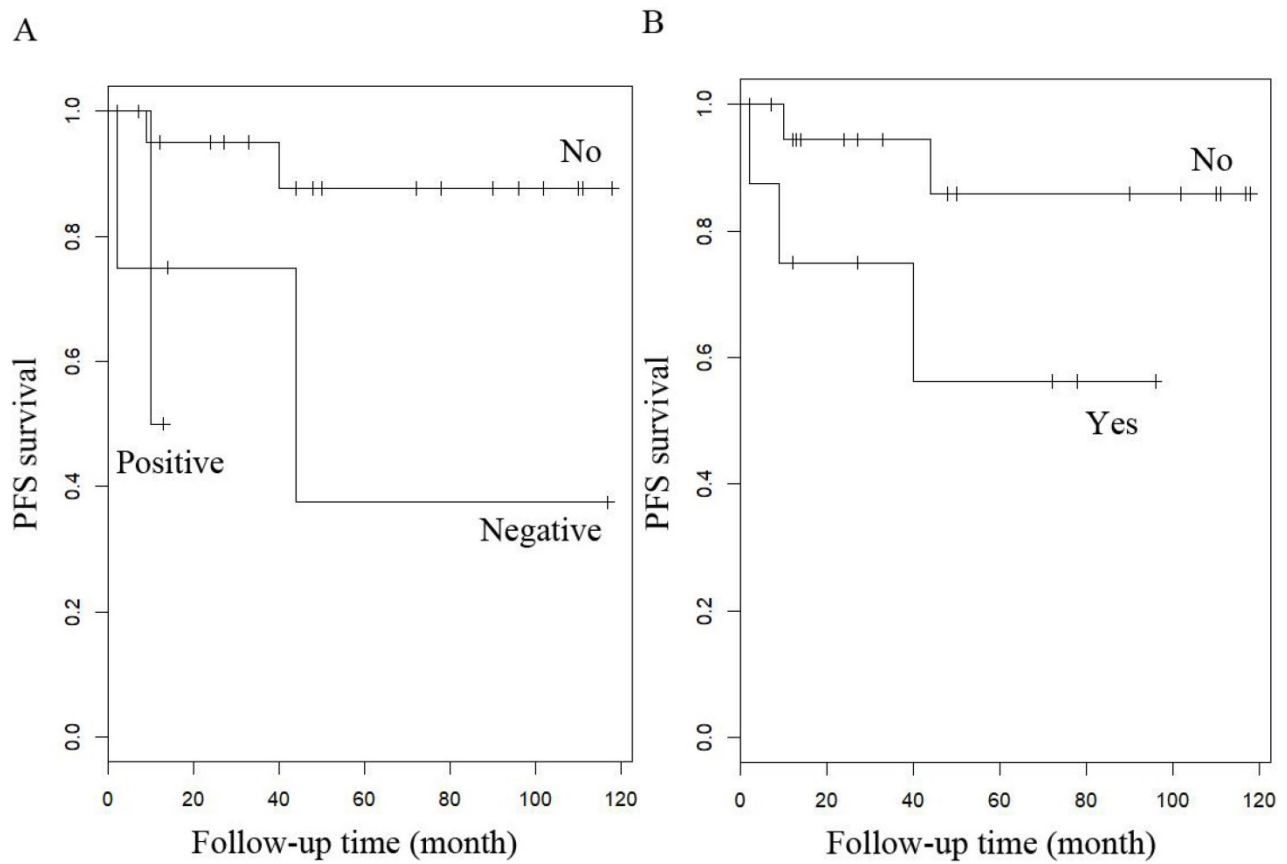 A
PFS survival
1.0
0.8
0.6
0.4
0.2
0.0
No
Positive
Negative
0 20 40 60 80 100 120
Follow-up time (month)
B
PFS survival
1.0
0.8
0.6
0.4
0.2
0.0
No
Yes
0 20 40 60 80 100 120
Follow-up time (month)